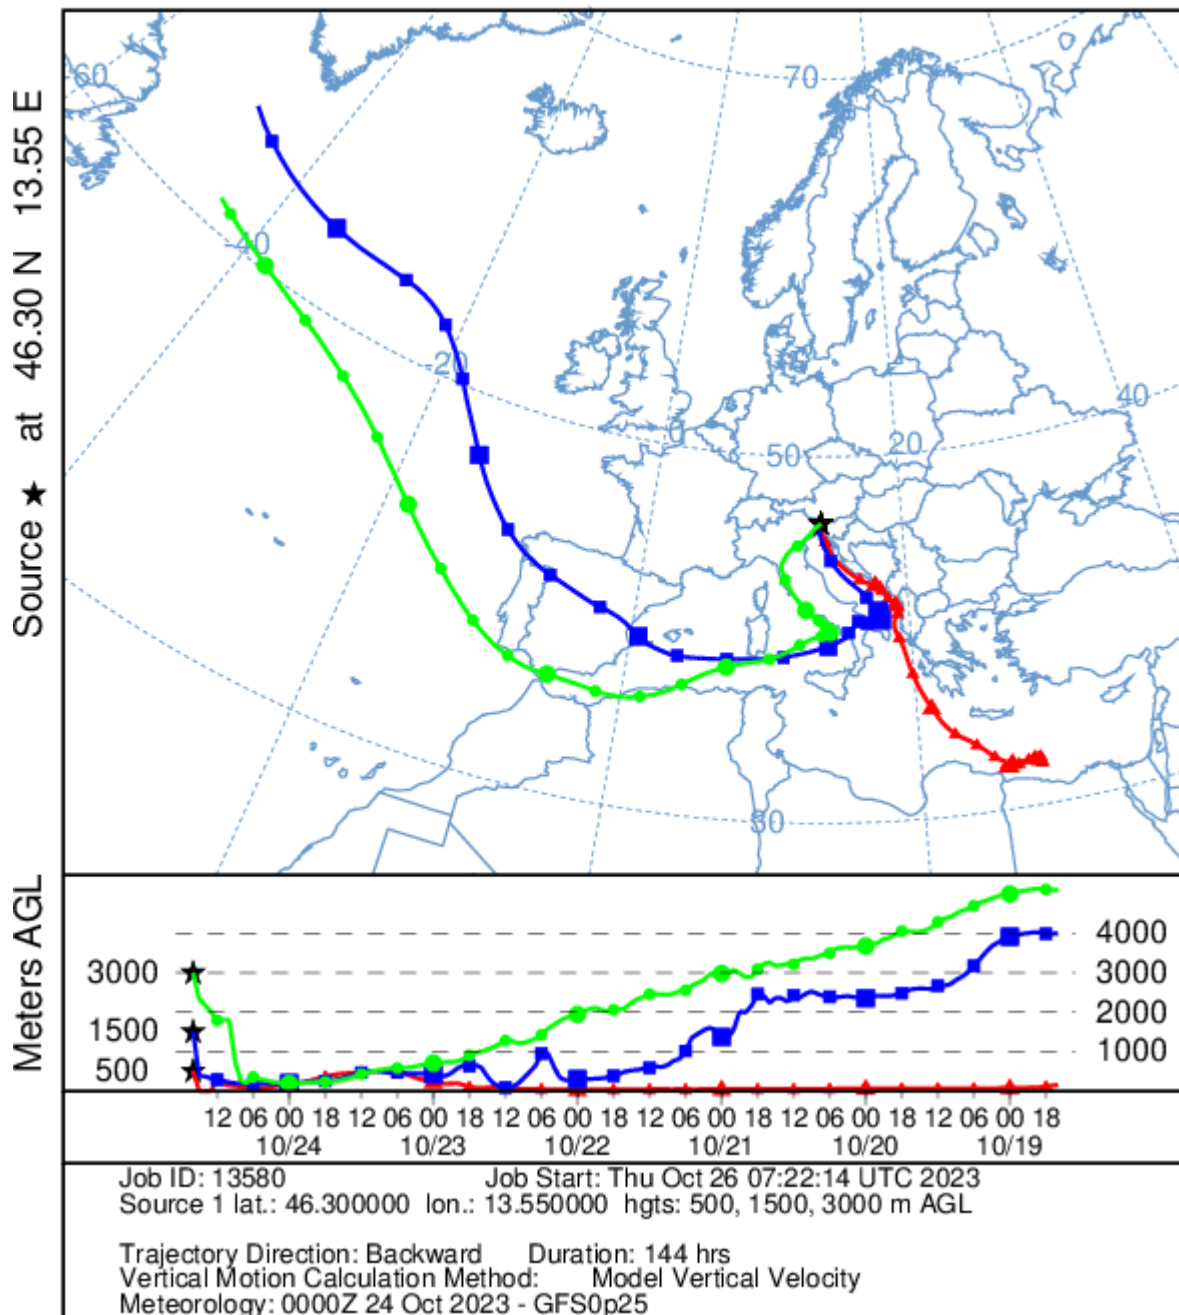 Source ★ at 46.30 N 13.55 E
-60
70
-40
-20
40
0
50
20
30
Meters AGL
4000
3000
3000
2000
1500
1000
500
12 06 00 18 12 06 00 18 12 06 00 18 12 06 00 18 12 06 00 18 12 06 00 18
10/24 10/23 10/22 10/21 10/20 10/19
Job ID: 13580 Job Start: Thu Oct 26 07:22:14 UTC 2023
Source 1 lat.: 46.300000 lon.: 13.550000 hgts: 500, 1500, 3000 m AGL
Trajectory Direction: Backward Duration: 144 hrs
Vertical Motion Calculation Method: Model Vertical Velocity
Meteorology: 0000Z 24 Oct 2023 - GFS0p25